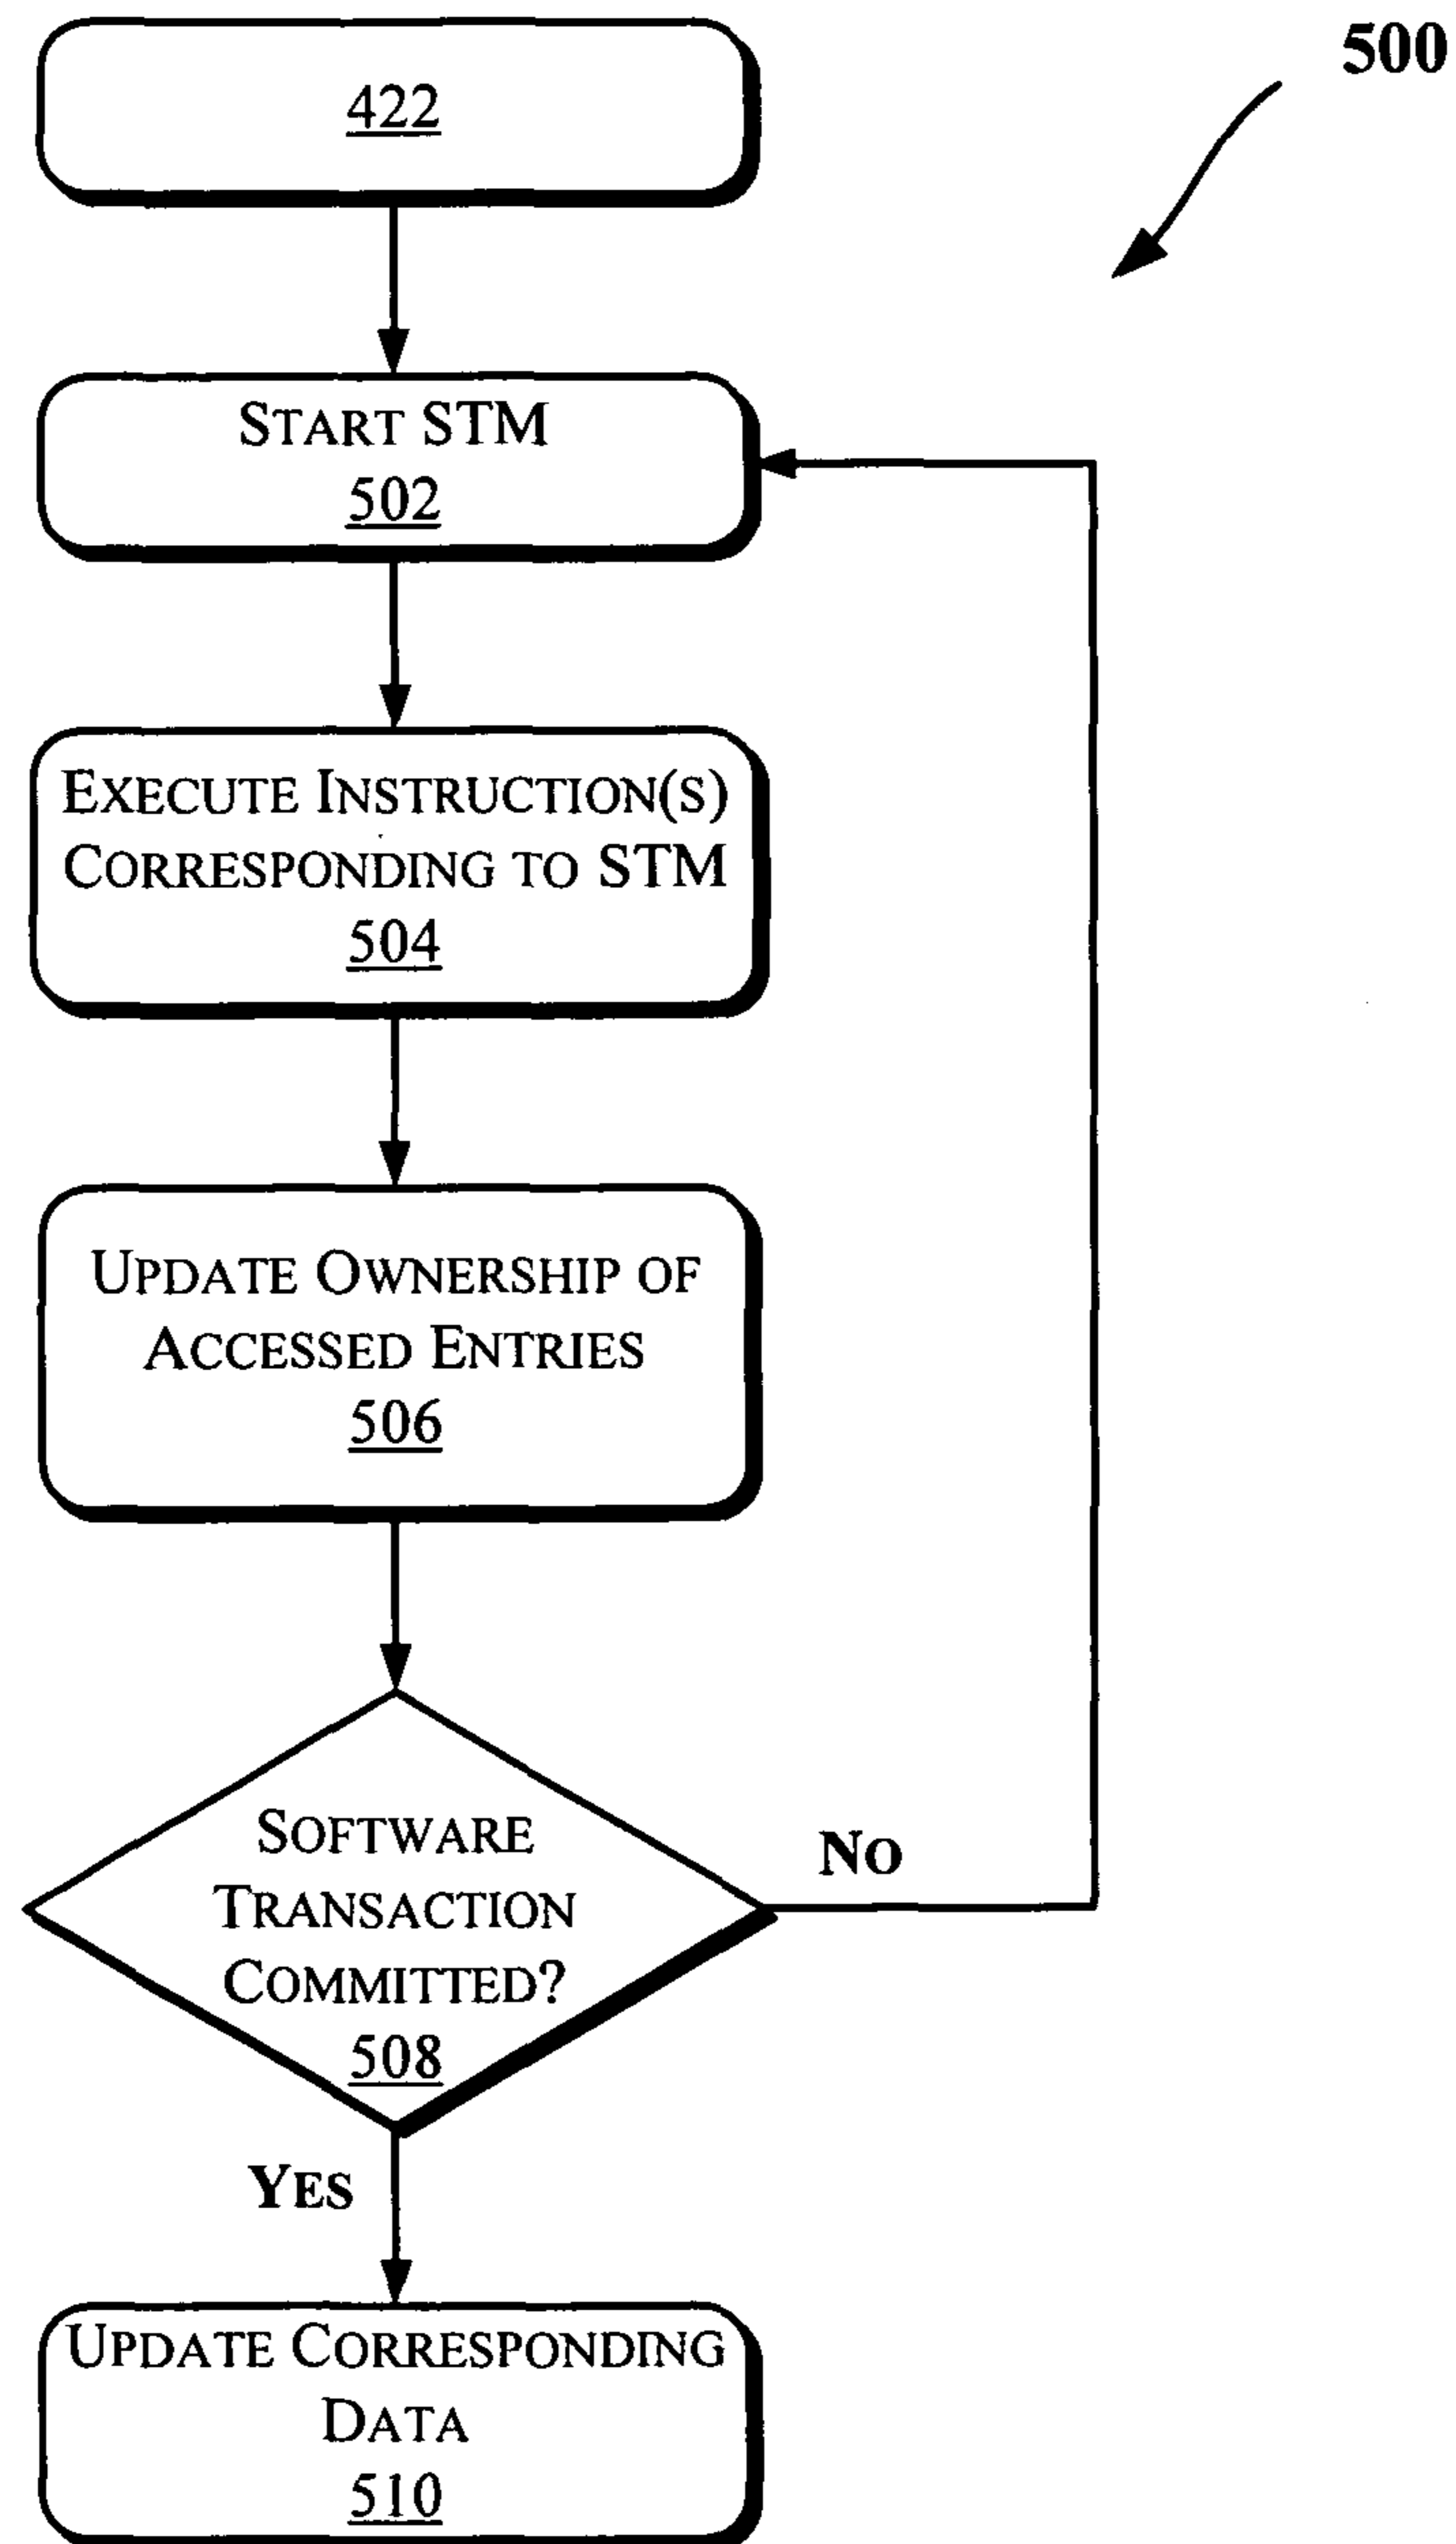 500
422
START STM
502
EXECUTE INSTRUCTION(S)
CORRESPONDING TO STM
504
UPDATE OWNERSHIP OF
ACCESSED ENTRIES
506
SOFTWARE
TRANSACTION
COMMITTED?
508
NO
YES
UPDATE CORRESPONDING
DATA
510